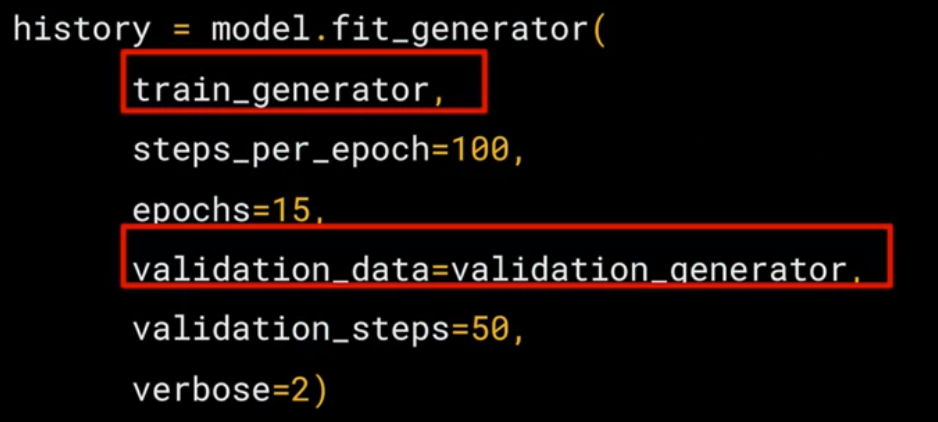 history = model.fit_generator(
train_generator,
steps_per_epoch=100,
epochs=15,
validation_data=validation_generator,
validation_steps=50,
verbose=2)